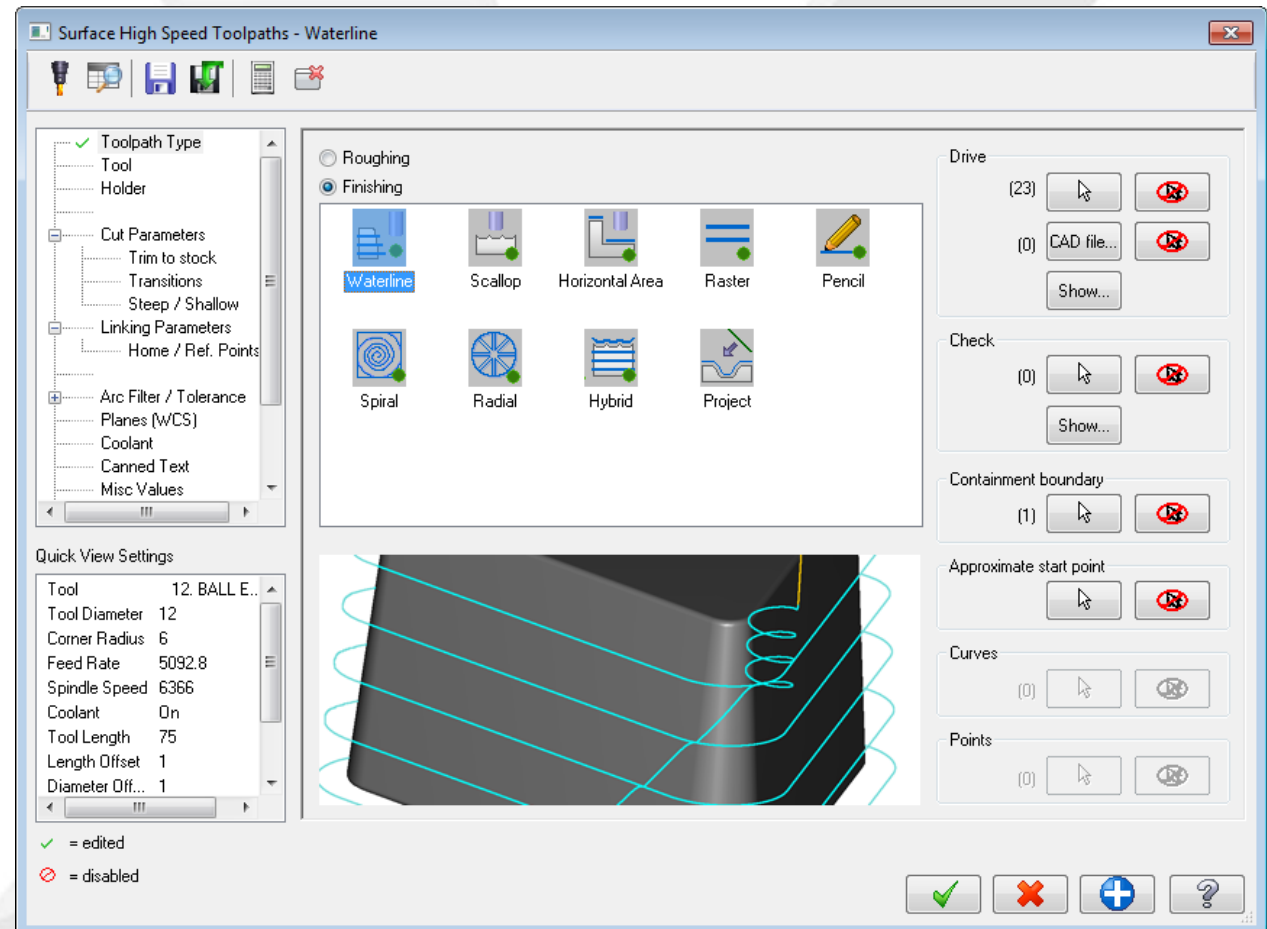 Surface High Speed Toolpaths - Waterline
Toolpath Type
Tool
Holder
Cut Parameters
Trim to stock
Transitions
Steep / Shallow
Linking Parameters
Home / Ref. Points
Arc Filter / Tolerance
Planes (WCS)
Coolant
Canned Text
Misc Values
Quick View Settings
Tool 12. BALL E..
Tool Diameter 12
Corner Radius 6
Feed Rate 5092.8
Spindle Speed 6366
Coolant On
Tool Length 75
Length Offset 1
Diameter Off... 1
= edited
= disabled
Roughing
Finishing
Waterline Scallop Horizontal Area Raster Pencil
Spiral Radial Hybrid Project
Drive
(23)
(0) CAD file...
Show...
Check
(0)
Show...
Containment boundary
(1)
Approximate start point
Curves
(0)
Points
(0)